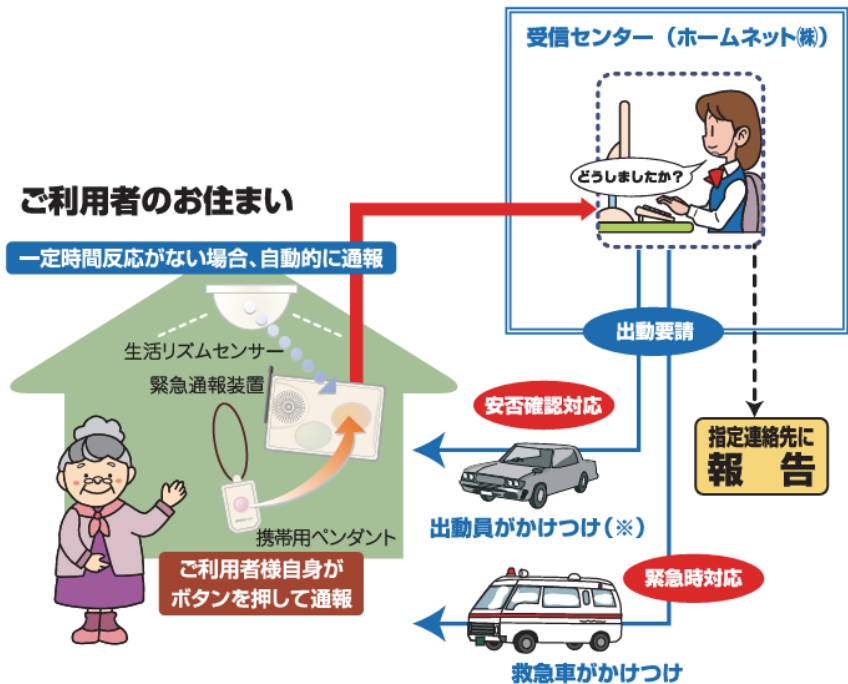 受信センター（ホームネット㈱）
どうしましたか？
ご利用者のお住まい
一定時間反応がない場合、自動的に通報
出動要請
生活リズムセンサー
緊急通報装置
安否確認対応
指定連絡先に
報告
出動員がかけつけ（※）
携帯用ペンダント
ご利用者様自身が
ボタンを押して通報
緊急時対応
救急車がかけつけ